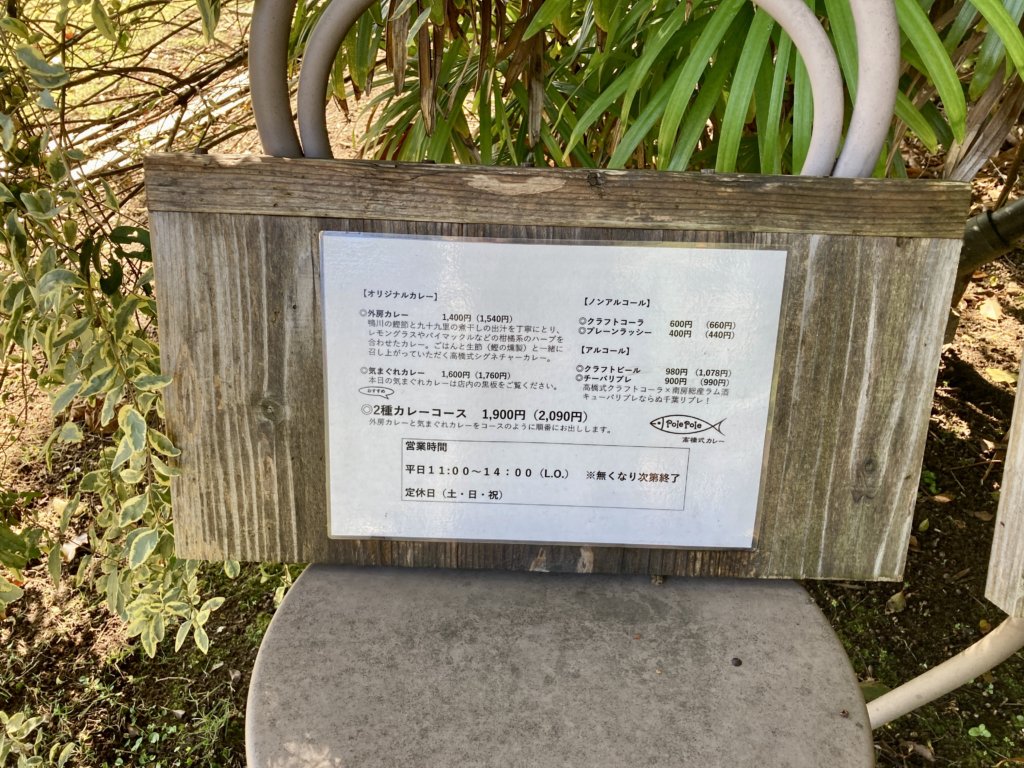 【オリジナルカレー】
◎外房カレー 1,400円（1,540円）
鴨川の鰹節と九十九里の煮干しの出汁を丁寧にとり、
レモングラスやバイマックルなどの柑橘系のハーブを
合わせたカレー。ごはんと生節（鰹の燻製）と一緒に
召し上がっていただく高橋式シグネチャーカレー。
◎気まぐれカレー 1,600円（1,760円）
本日の気まぐれカレーは店内の黒板をご覧ください。
おすすめ
◎2種カレーコース 1,900円（2,090円）
外房カレーと気まぐれカレーをコースのように順番にお出しします。
【ノンアルコール】
◎クラフトコーラ 600円 （660円）
◎プレーンラッシー 400円 （440円）
【アルコール】
◎クラフトビール 980円（1,078円）
◎チーバリブレ 900円 （990円）
高橋式クラフトコーラ×南房総産ラム酒
キューバリブレならぬ千葉リブレ！
PolePole
高橋式カレー
営業時間
平日１１:００～１４：００（L.O.） ※無くなり次第終了
定休日（土・日・祝）